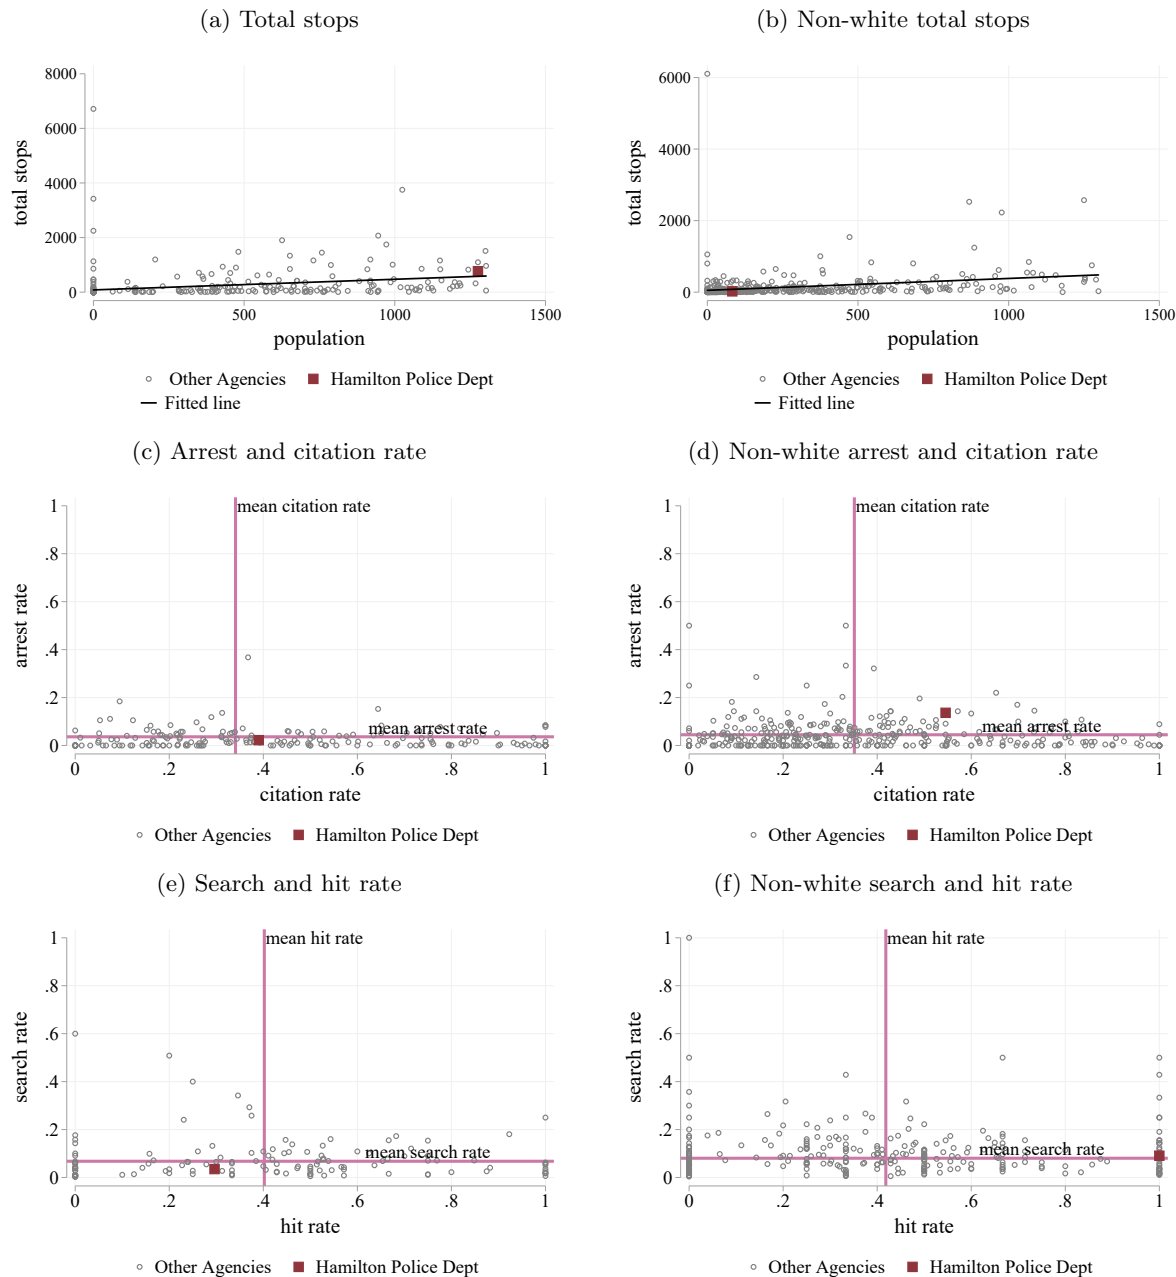 (a) Total stops
total stops
8000
6000
4000
2000
0
0 500 1000 1500
population
Other Agencies Hamilton Police Dept
Fitted line
(b) Non-white total stops
total stops
6000
4000
2000
0
0 500 1000 1500
population
Other Agencies Hamilton Police Dept
Fitted line
(c) Arrest and citation rate
arrest rate
1
.8
.6
.4
.2
0
mean citation rate
mean arrest rate
0 .2 .4 .6 .8 1
citation rate
Other Agencies Hamilton Police Dept
(d) Non-white arrest and citation rate
arrest rate
1
.8
.6
.4
.2
0
mean citation rate
mean arrest rate
0 .2 .4 .6 .8 1
citation rate
Other Agencies Hamilton Police Dept
(e) Search and hit rate
search rate
1
.8
.6
.4
.2
0
mean hit rate
mean search rate
0 .2 .4 .6 .8 1
hit rate
Other Agencies Hamilton Police Dept
(f) Non-white search and hit rate
search rate
1
.8
.6
.4
.2
0
mean hit rate
mean search rate
0 .2 .4 .6 .8 1
hit rate
Other Agencies Hamilton Police Dept